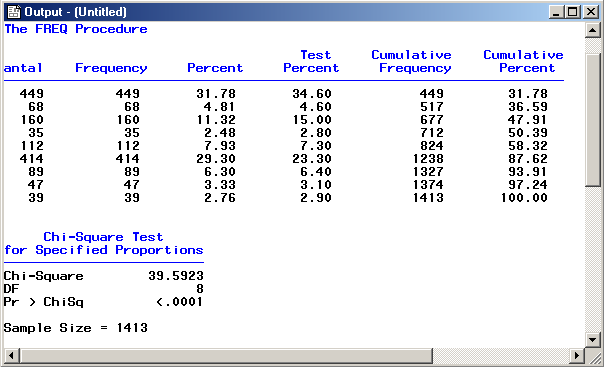 Output - (Untitled)
The FREQ Procedure
Test Cumulative Cumulative
antal Frequency Percent Percent Frequency Percent
449 449 31.78 34.60 449 31.78
68 68 4.81 4.60 517 36.59
160 160 11.32 15.00 677 47.91
35 35 2.48 2.80 712 50.39
112 112 7.93 7.30 824 58.32
414 414 29.30 23.30 1238 87.62
89 89 6.30 6.40 1327 93.91
47 47 3.33 3.10 1374 97.24
39 39 2.76 2.90 1413 100.00
Chi-Square Test
for Specified Proportions
Chi-Square 39.5923
DF 8
Pr > ChiSq <.0001
Sample Size = 1413